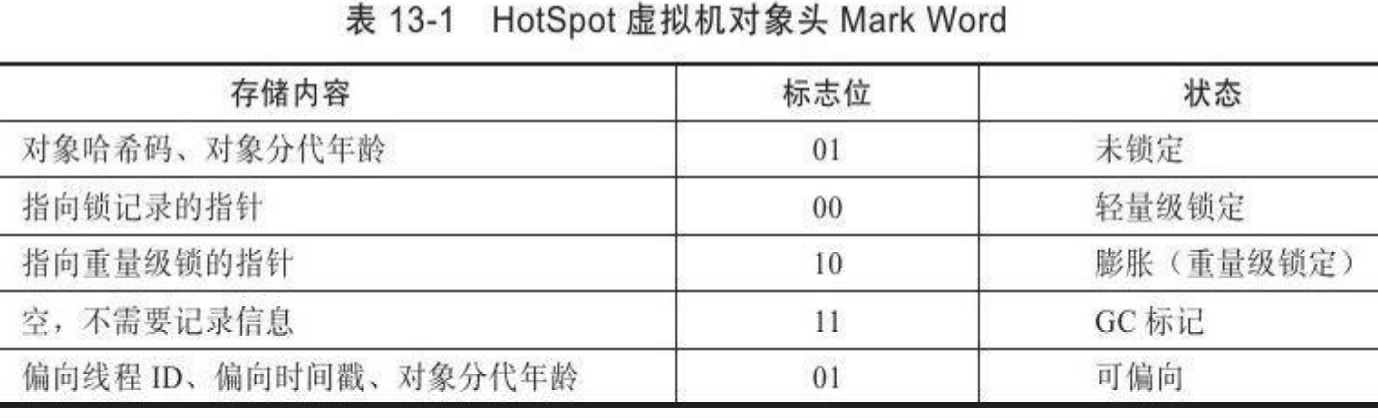 表 13-1 HotSpot 虚拟机对象头 Mark Word
存储内容 标志位 状态
对象哈希码、对象分代年龄 01 未锁定
指向锁记录的指针 00 轻量级锁定
指向重量级锁的指针 10 膨胀（重量级锁定）
空，不需要记录信息 11 GC 标记
偏向线程 ID、偏向时间戳、对象分代年龄 01 可偏向